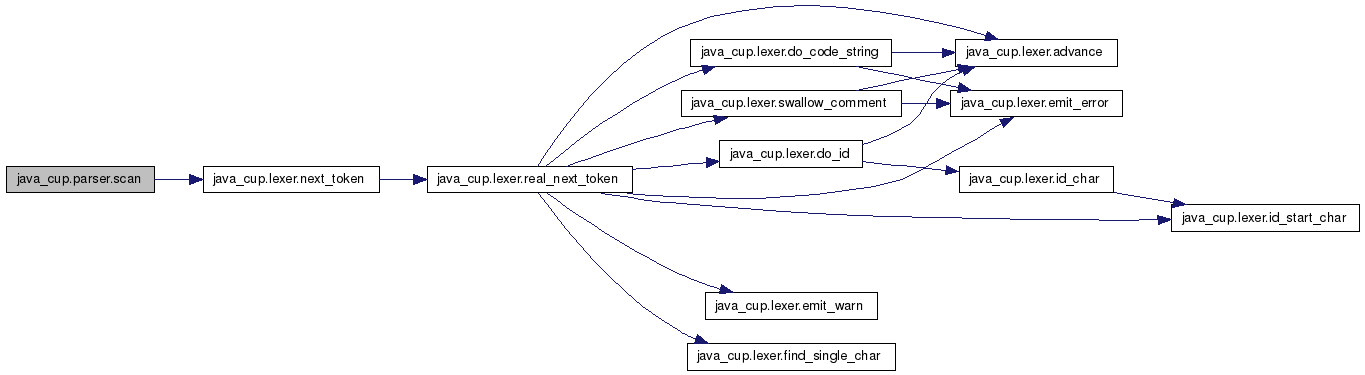 java_cup.parser.scan
java_cup.lexer.next_token
java_cup.lexer.real_next_token
java_cup.lexer.do_code_string
java_cup.lexer.swallow_comment
java_cup.lexer.do_id
java_cup.lexer.emit_warn
java_cup.lexer.find_single_char
java_cup.lexer.advance
java_cup.lexer.emit_error
java_cup.lexer.id_char
java_cup.lexer.id_start_char